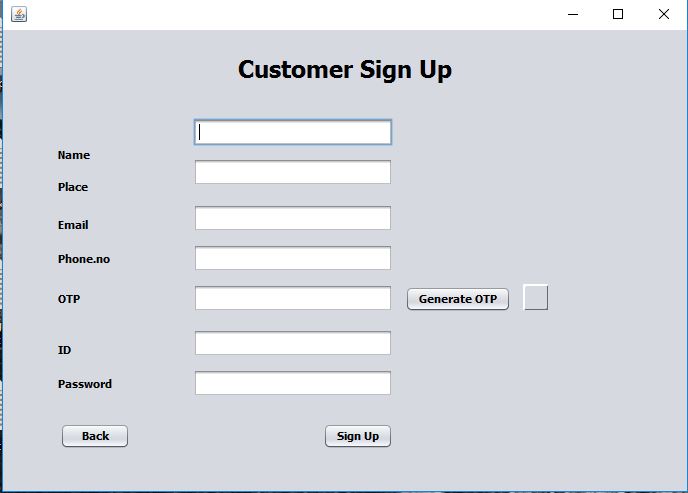 Customer Sign Up
Name
Place
Email
Phone.no
OTP Generate OTP
ID
Password
Back Sign Up